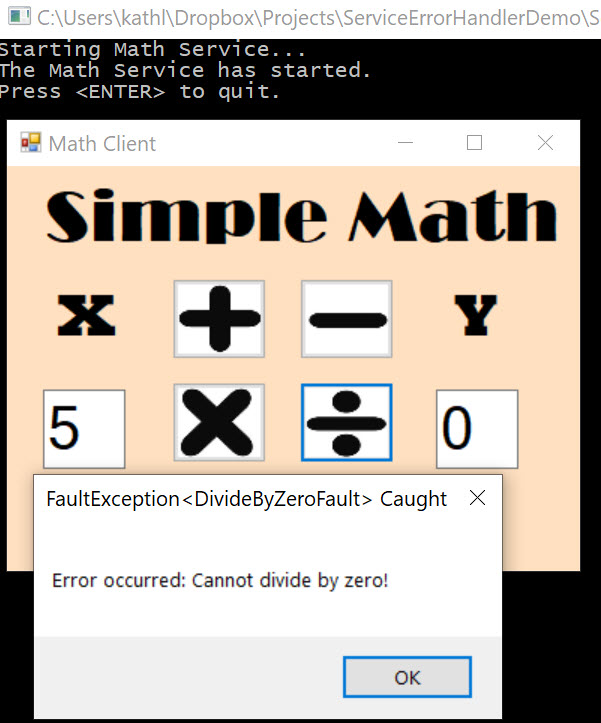 C:\Users\kathl\Dropbox\Projects\ServiceErrorHandlerDemo\S
Starting Math Service...
The Math Service has started.
Press <ENTER> to quit.
Math Client
Simple Math
X + − Y
5 × ÷ 0
FaultException<DivideByZeroFault> Caught
Error occurred: Cannot divide by zero!
OK